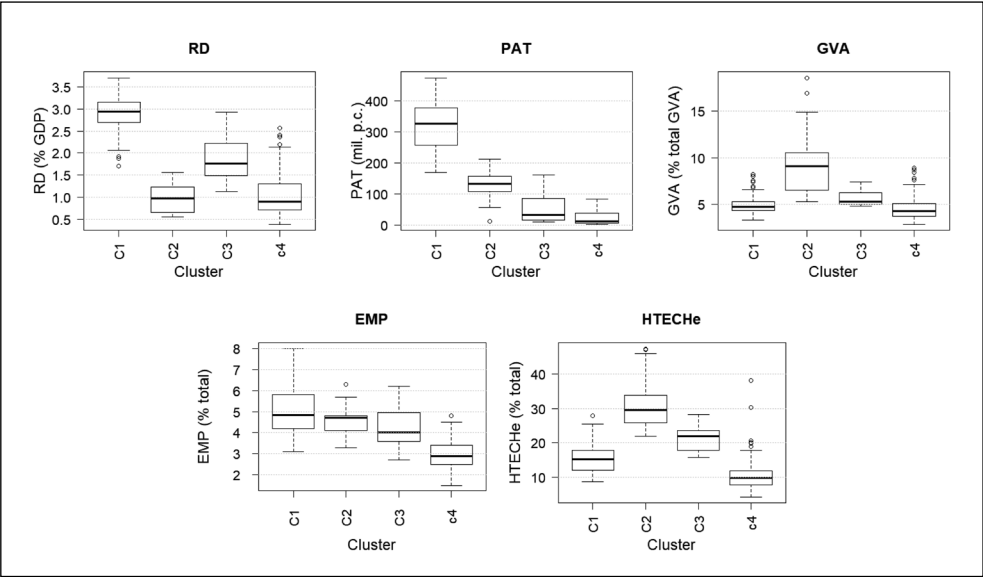 RD
RD (% GDP)
3.5
3.0
2.5
2.0
1.5
1.0
0.5
C1
C2
C3
c4
Cluster
PAT
PAT (mil. p.c.)
400
300
200
100
0
C1
C2
C3
c4
Cluster
GVA
GVA (% total GVA)
15
10
5
C1
C2
C3
c4
Cluster
EMP
EMP (% total)
8
7
6
5
4
3
2
C1
C2
C3
c4
Cluster
HTECHe
HTECHe (% total)
40
30
20
10
C1
C2
C3
c4
Cluster